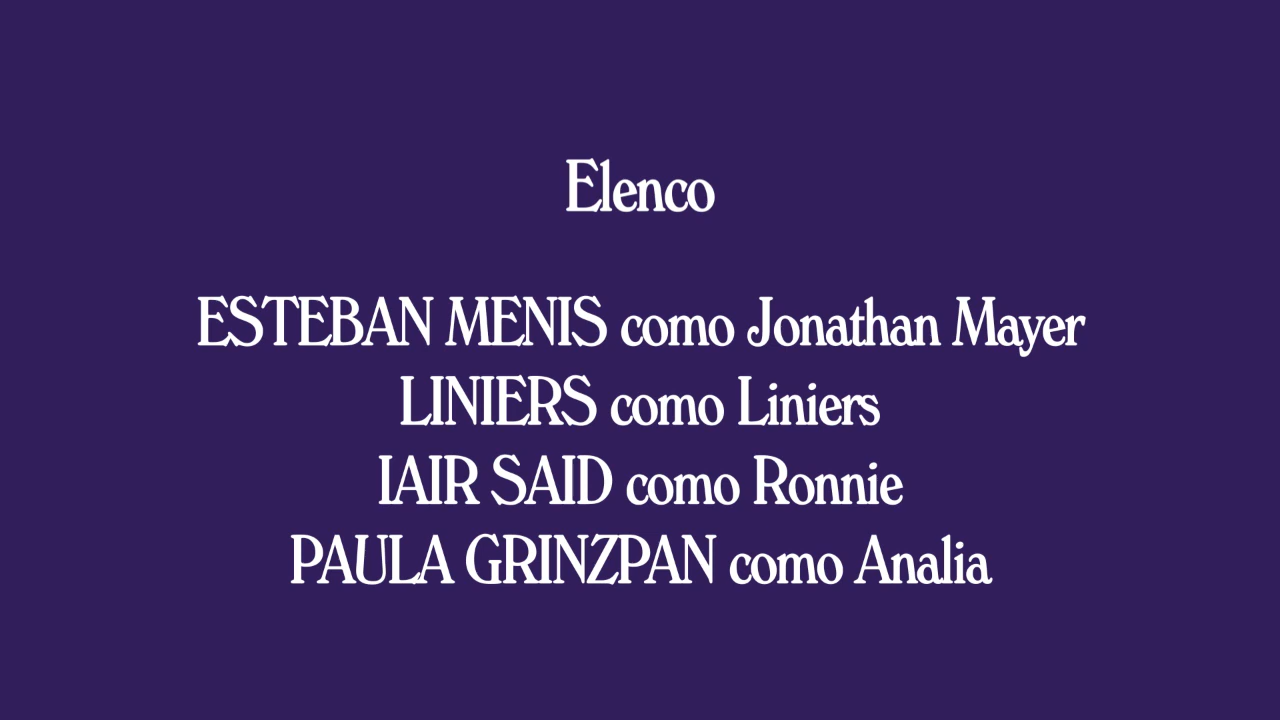 Elenco
ESTEBAN MENIS como Jonathan Mayer
LINIERS como Liniers
IAIR SAID como Ronnie
PAULA GRINZPAN como Analia